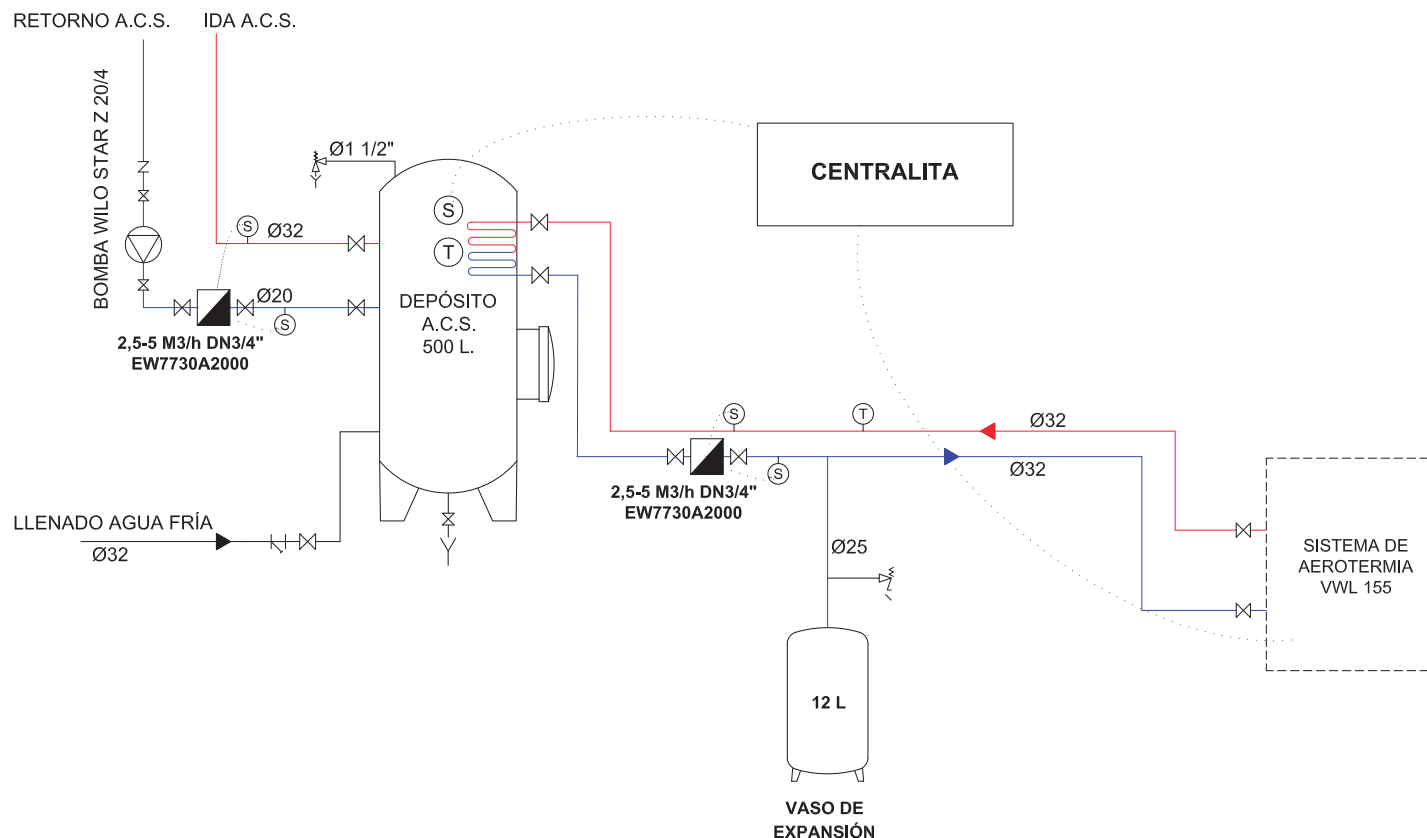 RETORNO A.C.S.
IDA A.C.S.
BOMBA WILO STAR Z 20/4
Ø1 1/2"
CENTRALITA
S
S
Ø32
T
Ø20
S
DEPÓSITO
A.C.S.
500 L.
2,5-5 M3/h DN3/4"
EW7730A2000
S
T
Ø32
S
Ø32
2,5-5 M3/h DN3/4"
EW7730A2000
LLENADO AGUA FRÍA
Ø32
Ø25
SISTEMA DE
AEROTERMIA
VWL 155
12 L
VASO DE
EXPANSIÓN